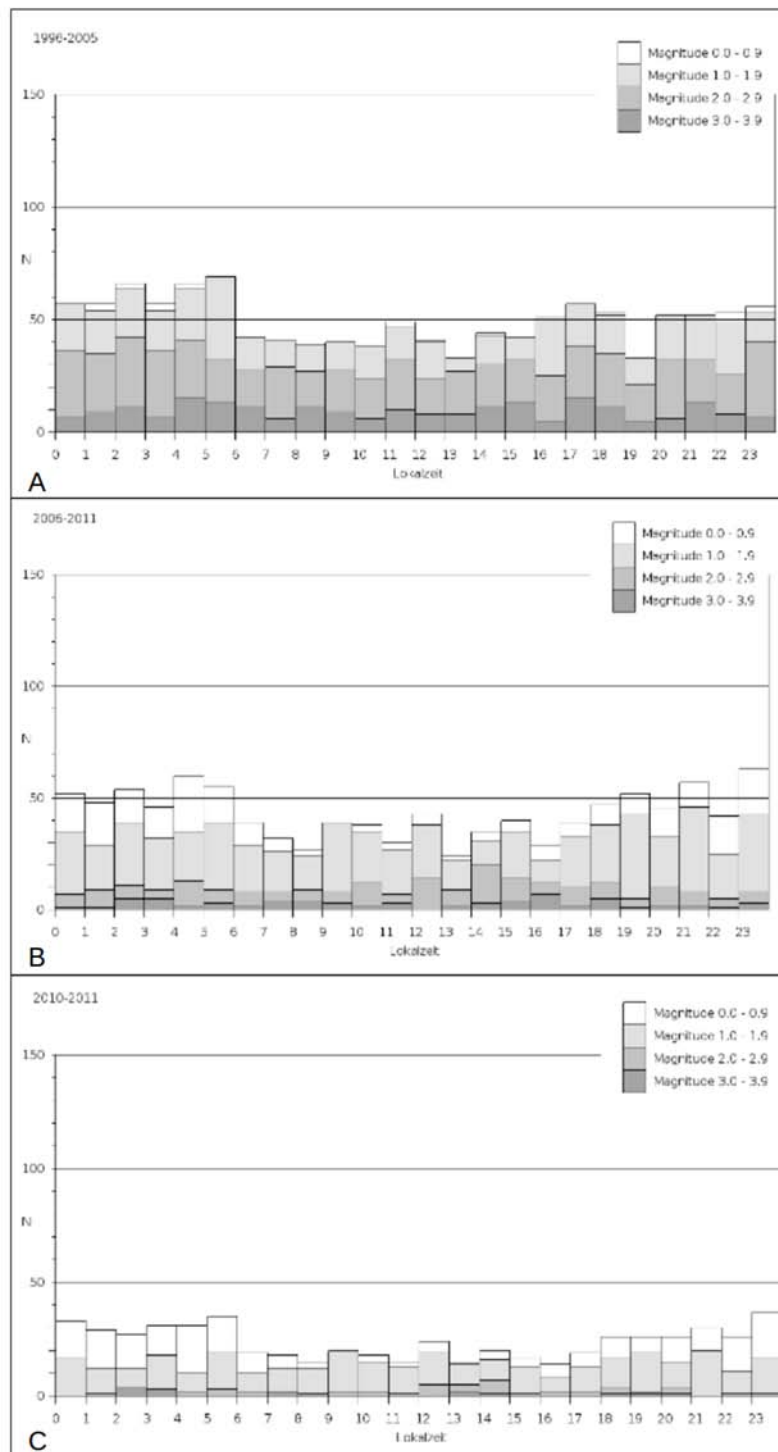 1996-2005
Magnitude 0.0 - 0.9
Magnitude 1.0 - 1.9
Magnitude 2.0 - 2.9
Magnitude 3.0 - 3.9
150
100
N
50
0
0 1 2 3 4 5 6 7 8 9 10 11 12 13 14 15 16 17 18 19 20 21 22 23
Lokalzeit
A
2006-2011
Magnitude 0.0 - 0.9
Magnitude 1.0 - 1.9
Magnitude 2.0 - 2.9
Magnitude 3.0 - 3.9
150
100
N
50
0
0 1 2 3 4 5 6 7 8 9 10 11 12 13 14 15 16 17 18 19 20 21 22 23
Lokalzeit
B
2010-2011
Magnitude 0.0 - 0.9
Magnitude 1.0 - 1.9
Magnitude 2.0 - 2.9
Magnitude 3.0 - 3.9
150
100
N
50
0
0 1 2 3 4 5 6 7 8 9 10 11 12 13 14 15 16 17 18 19 20 21 22 23
Lokalzeit
C